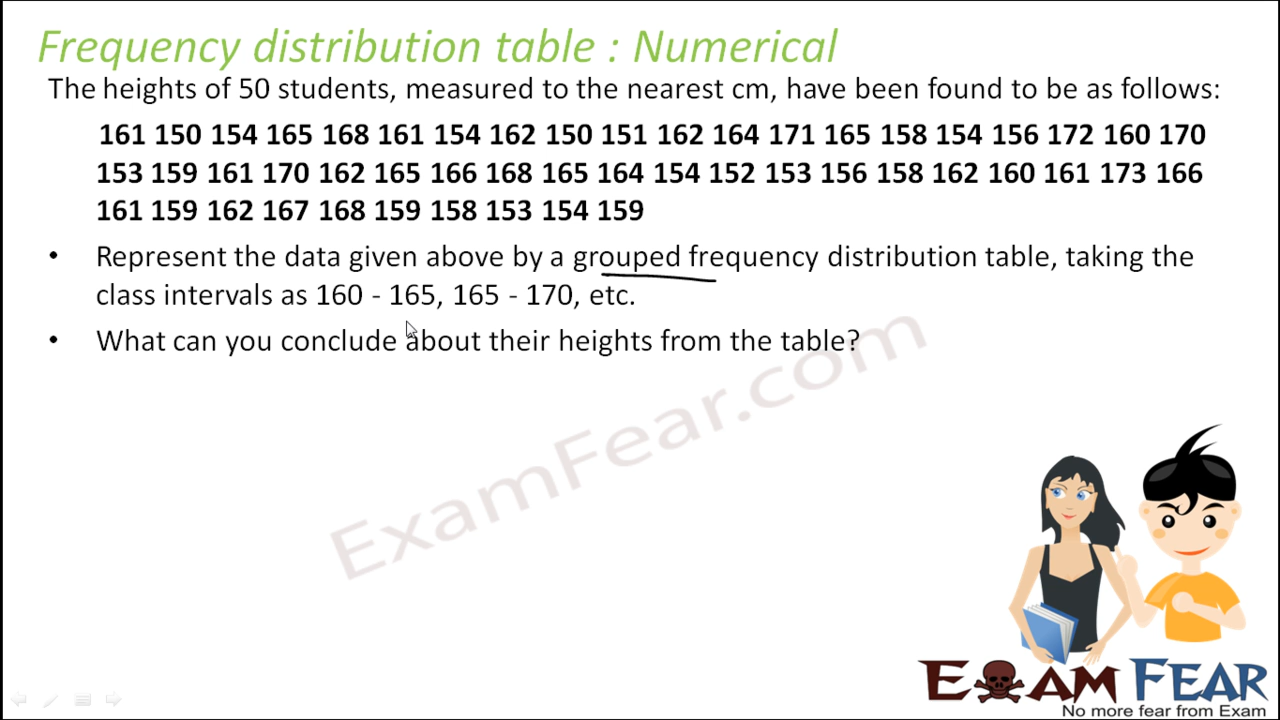 Frequency distribution table : Numerical
The heights of 50 students, measured to the nearest cm, have been found to be as follows:
161 150 154 165 168 161 154 162 150 151 162 164 171 165 158 154 156 172 160 170
153 159 161 170 162 165 166 168 165 164 154 152 153 156 158 162 160 161 173 166
161 159 162 167 168 159 158 153 154 159
• Represent the data given above by a grouped frequency distribution table, taking the
class intervals as 160 - 165, 165 - 170, etc.
• What can you conclude about their heights from the table?
ExamFear.com
EXAM FEAR
No more fear from Exam